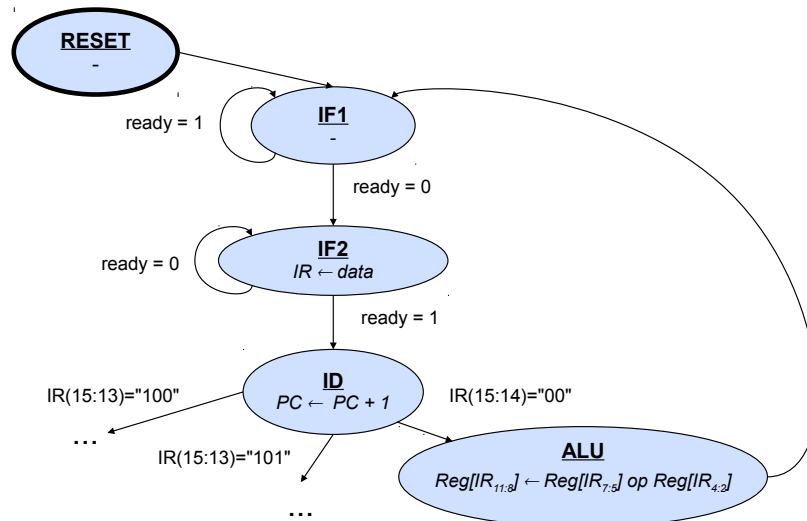 RESET
-
IF1
-
ready = 1
ready = 0
IF2
IR ← data
ready = 0
ready = 1
ID
PC ← PC + 1
IR(15:13)="100"
...
IR(15:13)="101"
...
IR(15:14)="00"
ALU
Reg[IR11:8] ← Reg[IR7:5] op Reg[IR4:2]